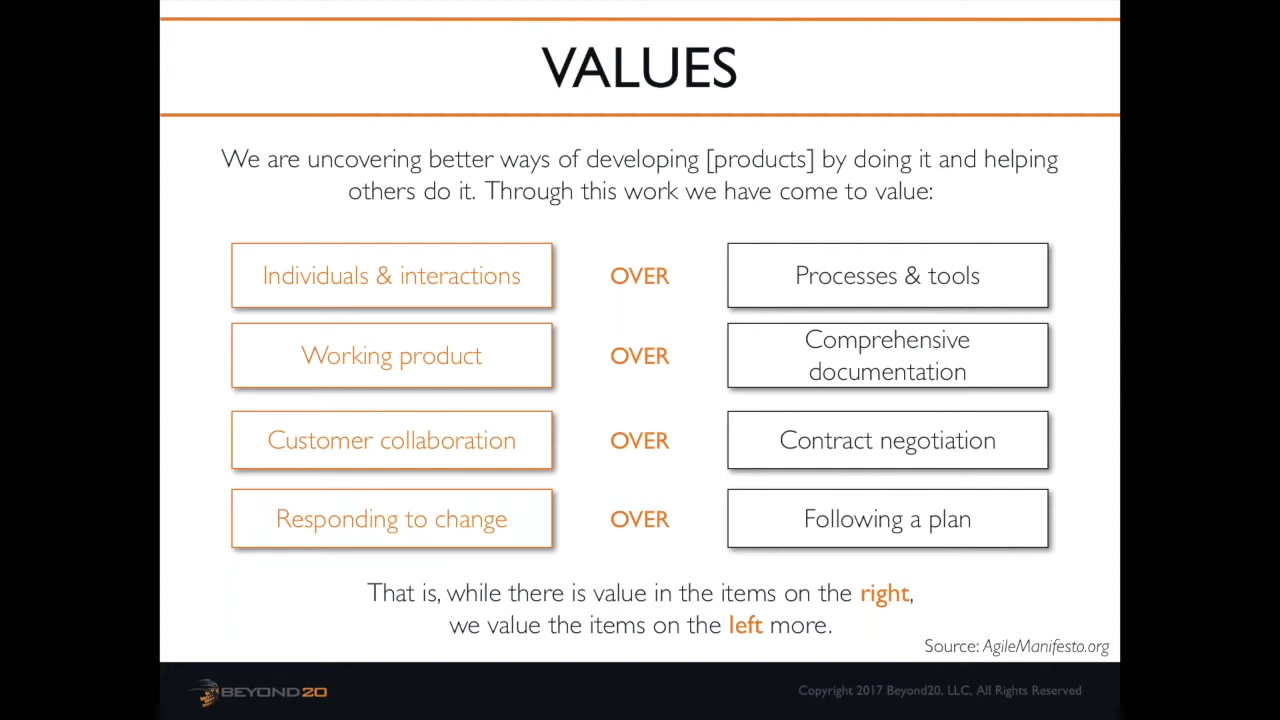 VALUES
We are uncovering better ways of developing [products] by doing it and helping
others do it. Through this work we have come to value:
Individuals & interactions OVER Processes & tools
Working product OVER Comprehensive
documentation
Customer collaboration OVER Contract negotiation
Responding to change OVER Following a plan
That is, while there is value in the items on the right,
we value the items on the left more.
Source: AgileManifesto.org
BEYOND20 Copyright 2017 Beyond20, LLC, All Rights Reserved